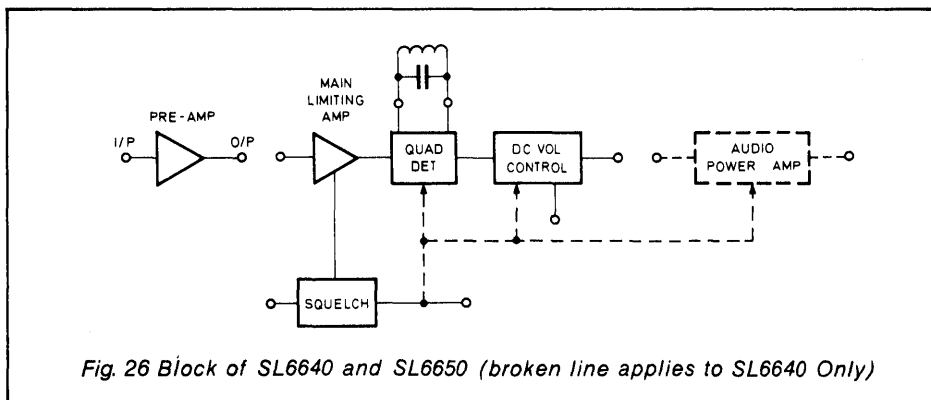 MAIN
LIMITING
AMP
PRE-AMP
I/P
O/P
QUAD
DET
DC VOL
CONTROL
AUDIO
POWER AMP
SQUELCH
Fig. 26 Block of SL6640 and SL6650 (broken line applies to SL6640 Only)